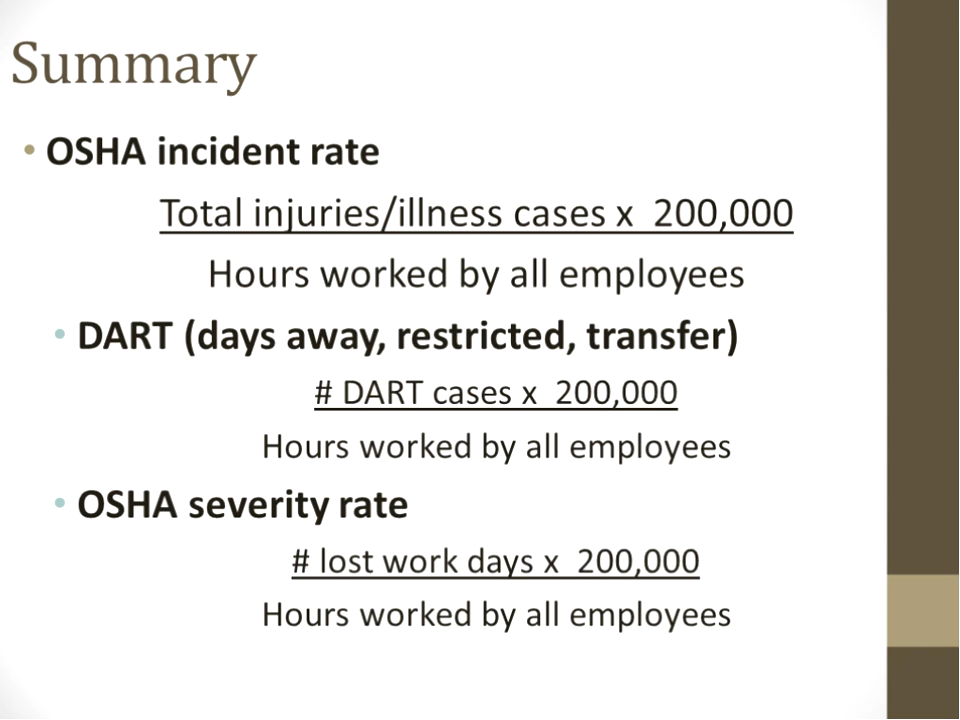 Summary
• OSHA incident rate
Total injuries/illness cases x  200,000
Hours worked by all employees
• DART (days away, restricted, transfer)
# DART cases x  200,000
Hours worked by all employees
• OSHA severity rate
# lost work days x  200,000
Hours worked by all employees